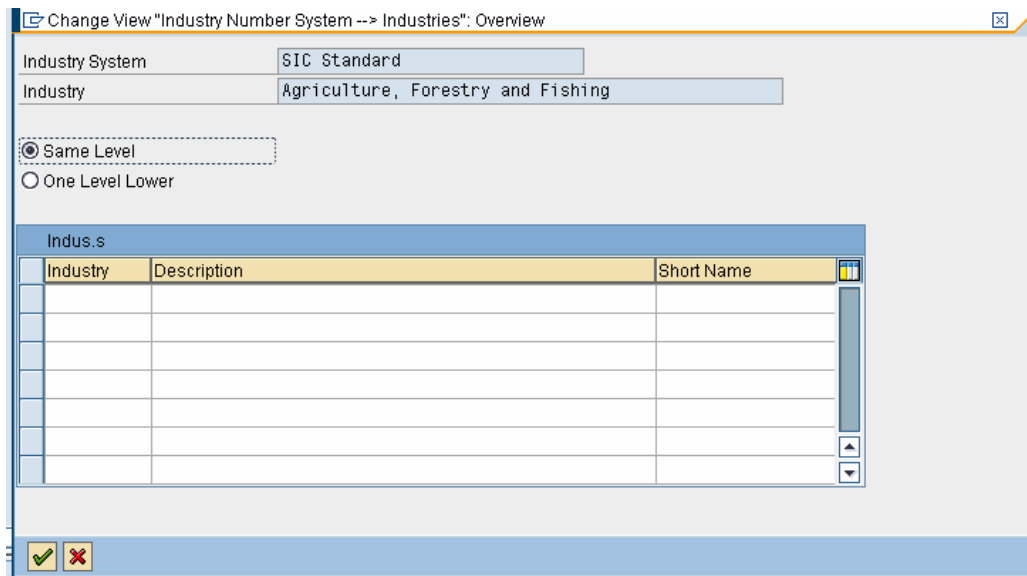 Change View "Industry Number System --> Industries": Overview
Industry System SIC Standard
Industry Agriculture, Forestry and Fishing
Same Level
One Level Lower
Indus.s
Industry Description Short Name